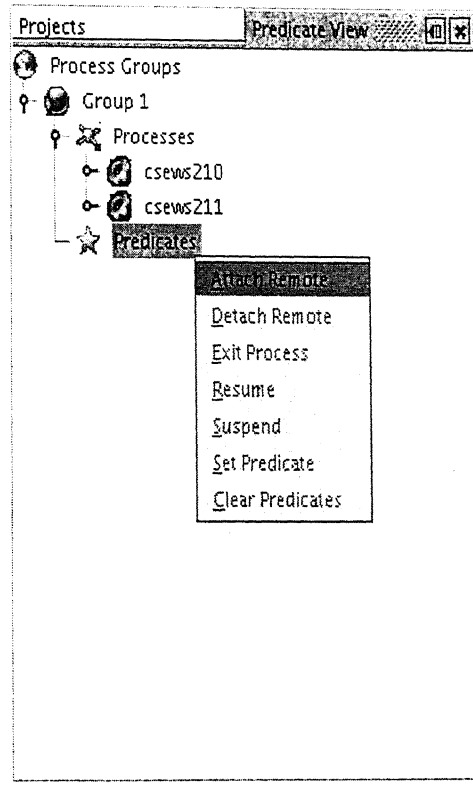 Projects Predicate View
Process Groups
Group 1
Processes
csews210
csews211
Predicates
Attach Remote
Detach Remote
Exit Process
Resume
Suspend
Set Predicate
Clear Predicates